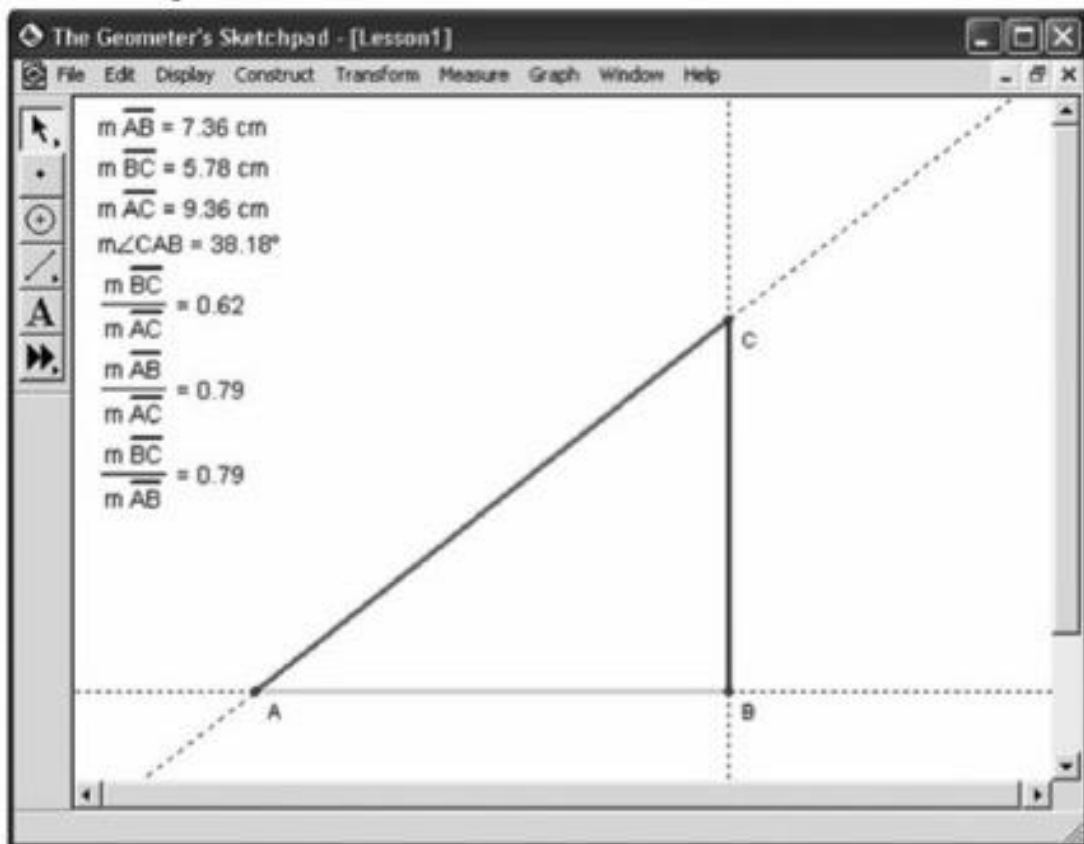 The Geometer's Sketchpad - [Lesson1]
File Edit Display Construct Transform Measure Graph Window Help
m AB = 7.36 cm
m BC = 5.78 cm
m AC = 9.36 cm
m∠CAB = 38.18°
m BC
= 0.62
m AC
m AB
= 0.79
m AC
m BC
= 0.79
m AB
A
C
A
B